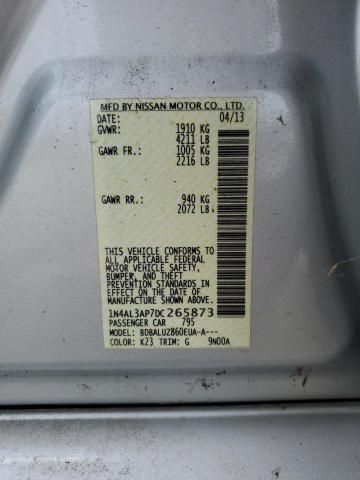 MFD BY NISSAN MOTOR CO., LTD.
DATE: 04/13
GVWR: 1910 KG
4211 LB
GAWR FR.: 1005 KG
2216 LB
GAWR RR.: 940 KG
2072 LB
THIS VEHICLE CONFORMS TO
ALL APPLICABLE FEDERAL
MOTOR VEHICLE SAFETY,
BUMPER, AND THEFT
PREVENTION STANDARDS
IN EFFECT ON THE DATE OF
MANUFACTURE SHOWN ABOVE.
1N4AL3AP7DC265873
PASSENGER CAR 795
MODEL: BDBALUZ860EUA-A---
COLOR: K23 TRIM: G 9N00A